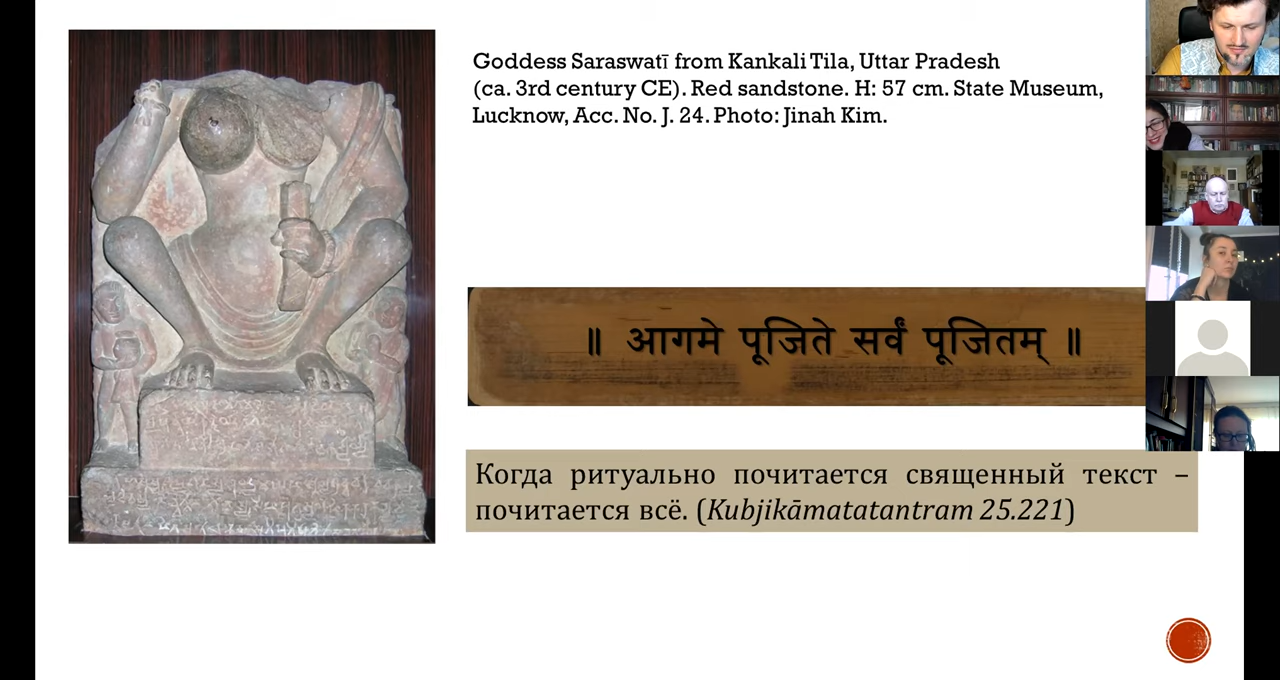 Goddess Saraswatī from Kankali Tila, Uttar Pradesh
(ca. 3rd century CE). Red sandstone. H: 57 cm. State Museum,
Lucknow, Acc. No. J. 24. Photo: Jinah Kim.
॥ आगमे पूजिते सर्वं पूजितम् ॥
Когда ритуально почитается священный текст –
почитается всё. (Kubjikāmatatantram 25.221)